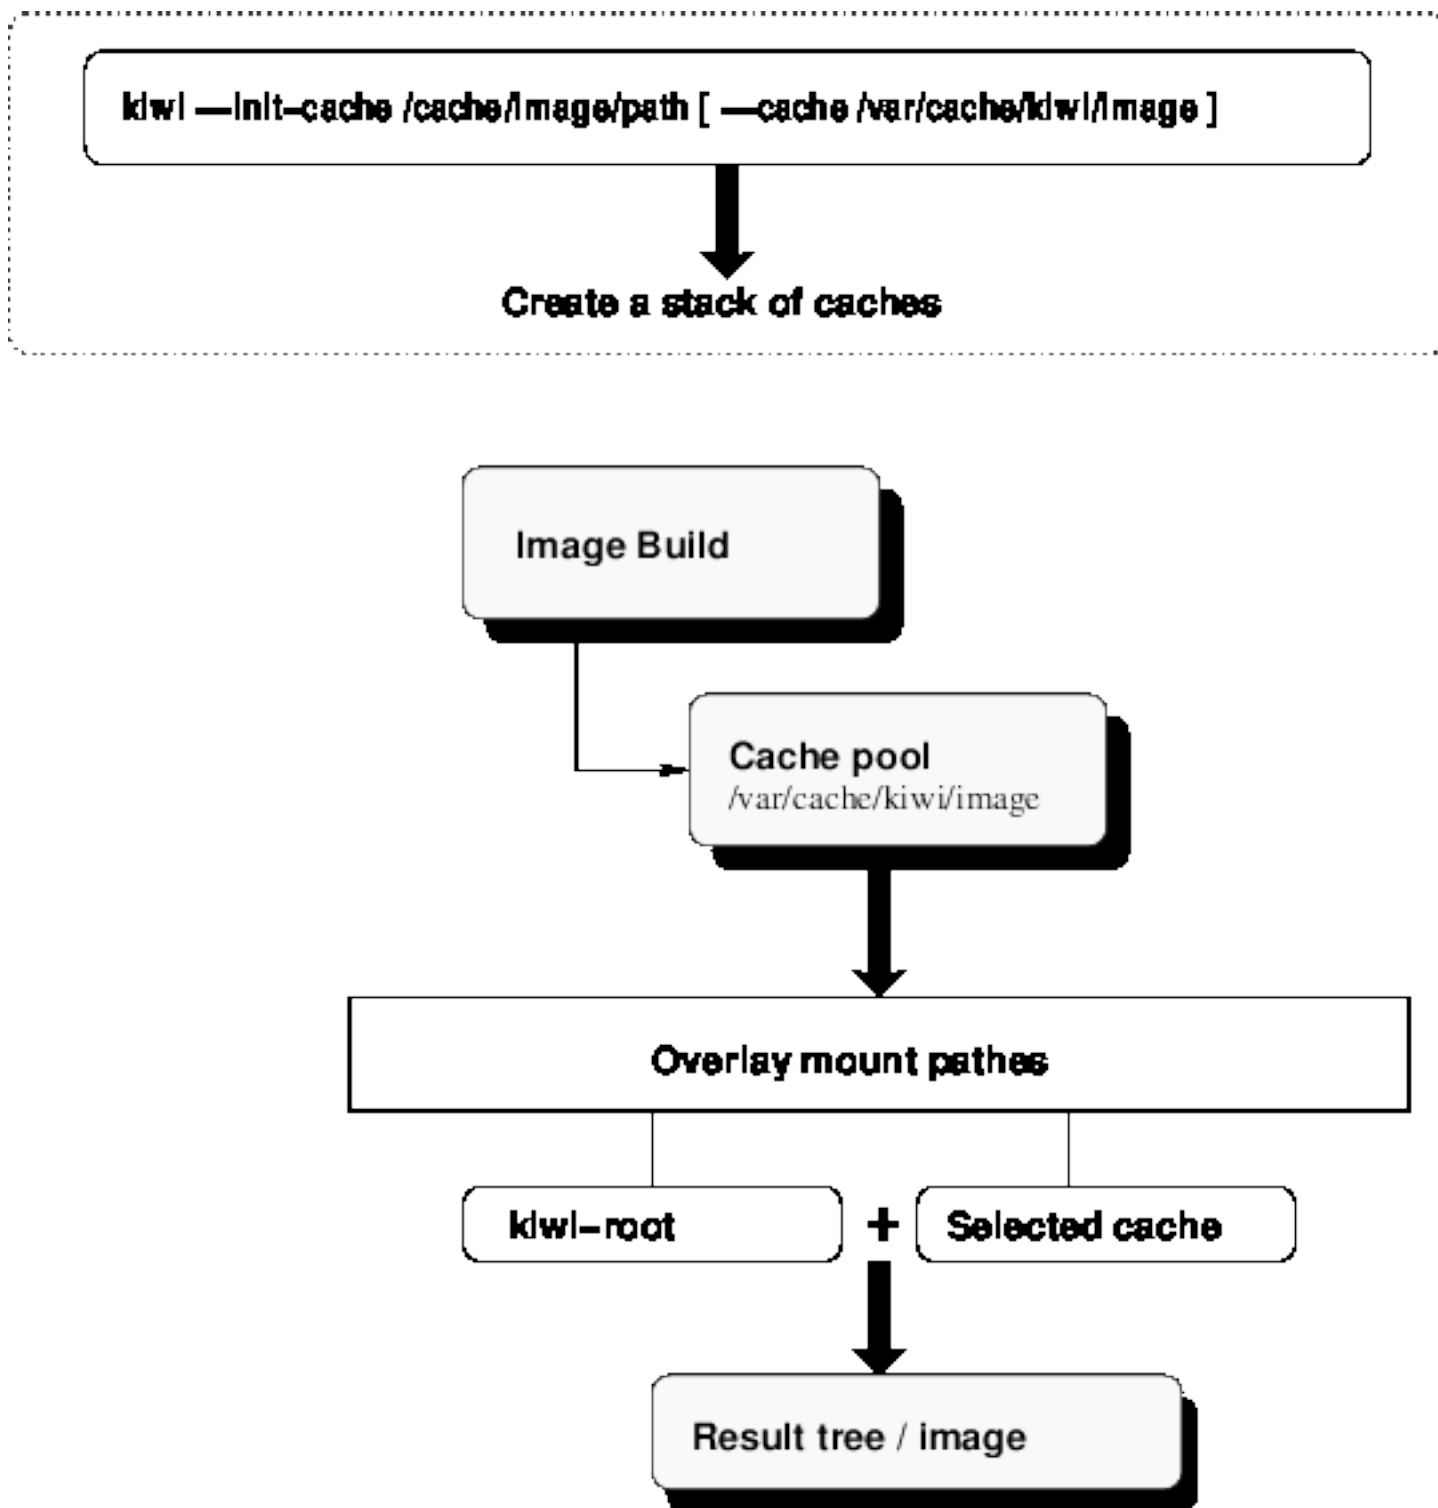 kiwi —init–cache /cache/image/path [ —cache /var/cache/kiwi/image ]
Create a stack of caches
Image Build
Cache pool
/var/cache/kiwi/image
Overlay mount pathes
kiwi–root + Selected cache
Result tree / image